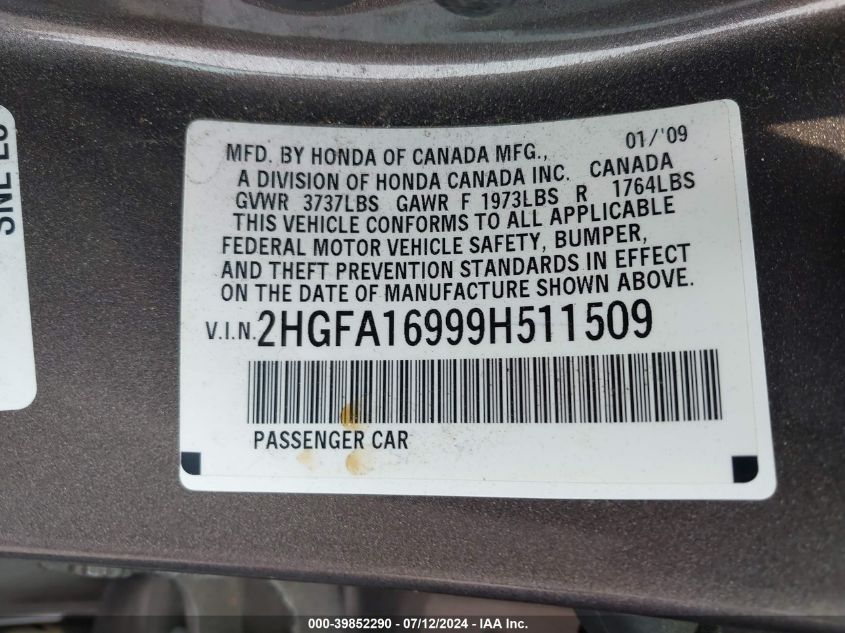 SNL ES
MFD. BY HONDA OF CANADA MFG., 01/'09
A DIVISION OF HONDA CANADA INC. CANADA
GVWR 3737LBS GAWR F 1973LBS R 1764LBS
THIS VEHICLE CONFORMS TO ALL APPLICABLE
FEDERAL MOTOR VEHICLE SAFETY, BUMPER,
AND THEFT PREVENTION STANDARDS IN EFFECT
ON THE DATE OF MANUFACTURE SHOWN ABOVE.
V.I.N. 2HGFA16999H511509
PASSENGER CAR
000-39852290 - 07/12/2024 - IAA Inc.